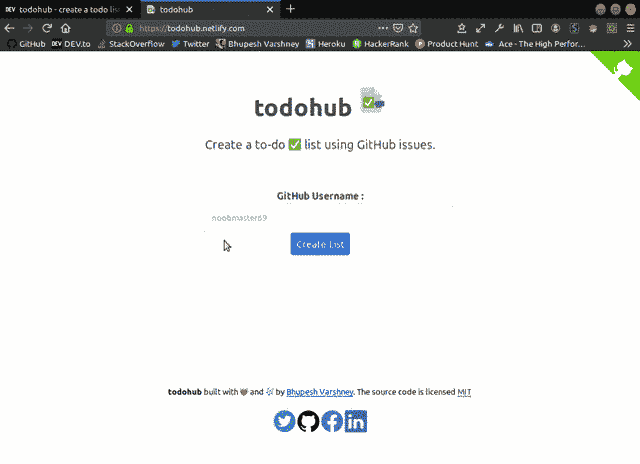 DEV todohub - create a todo lis
todohub
https://todohub.netlify.com
GitHub
DEV DEV.to
StackOverflow
Twitter
Bhupesh Varshney
Heroku
HackerRank
Product Hunt
Ace - The High Perfor…
todohub
Create a to-do ✅ list using GitHub issues.
GitHub Username :
noobmaster69
Create List
todohub built with and by Bhupesh Varshney. The source code is licensed MIT